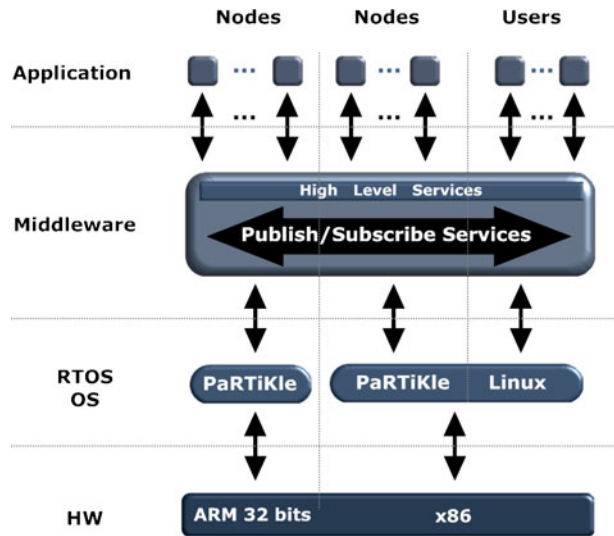 Nodes Nodes Users
Application
... ... ...
... ... ...
High Level Services
Middleware
Publish/Subscribe Services
RTOS
OS
PaRTiKle PaRTiKle Linux
HW
ARM 32 bits x86